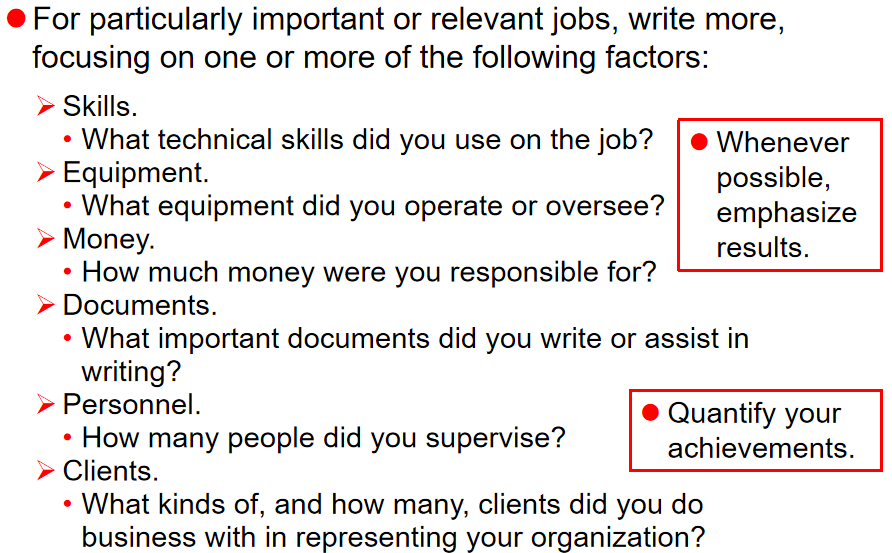 ● For particularly important or relevant jobs, write more,
focusing on one or more of the following factors:
➢ Skills.
• What technical skills did you use on the job?
➢ Equipment.
• What equipment did you operate or oversee?
➢ Money.
• How much money were you responsible for?
➢ Documents.
• What important documents did you write or assist in
writing?
➢ Personnel.
• How many people did you supervise?
➢ Clients.
• What kinds of, and how many, clients did you do
business with in representing your organization?
● Whenever
possible,
emphasize
results.
● Quantify your
achievements.